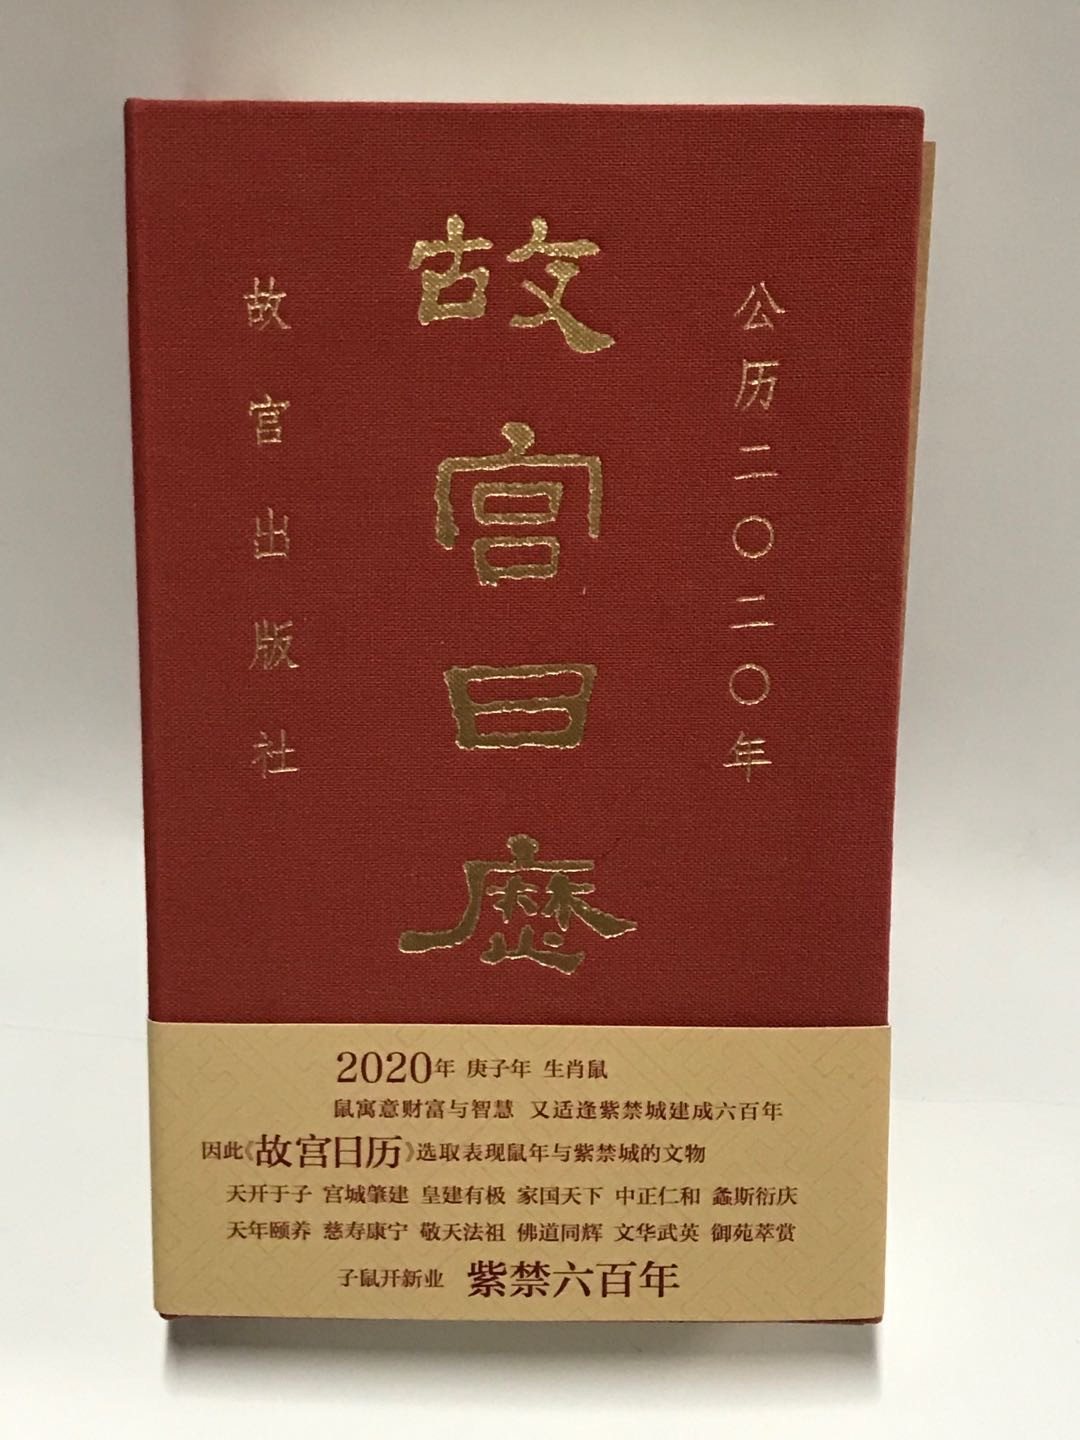 公历二〇二〇年
故宫日历
故宫出版社
2020年 庚子年 生肖鼠
鼠寓意财富与智慧 又适逢紫禁城建成六百年
因此《故宫日历》选取表现鼠年与紫禁城的文物
天开于子 宫城肇建 皇建有极 家国天下 中正仁和 螽斯衍庆
天年颐养 慈寿康宁 敬天法祖 佛道同辉 文华武英 御苑萃赏
子鼠开新业 紫禁六百年